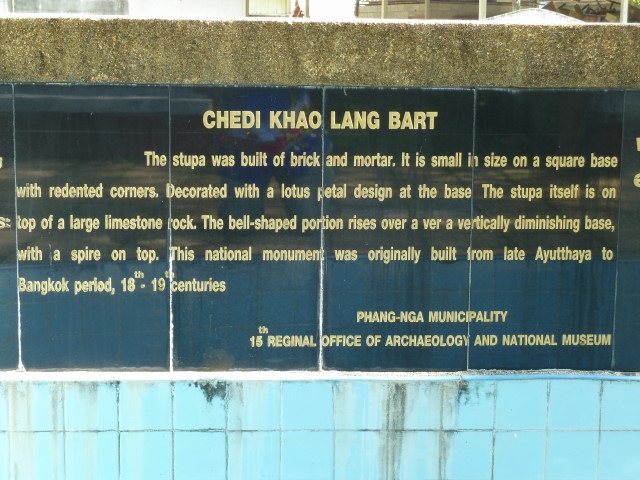 CHEDI KHAO LANG BART
The stupa was built of brick and mortar. It is small in size on a square base
with redented corners. Decorated with a lotus petal design at the base The stupa itself is on
top of a large limestone rock. The bell-shaped portion rises over a ver a vertically diminishing base,
with a spire on top. This national monument was originally built from late Ayutthaya to
Bangkok period, 18th - 19th centuries
PHANG-NGA MUNICIPALITY
15th REGINAL OFFICE OF ARCHAEOLOGY AND NATIONAL MUSEUM